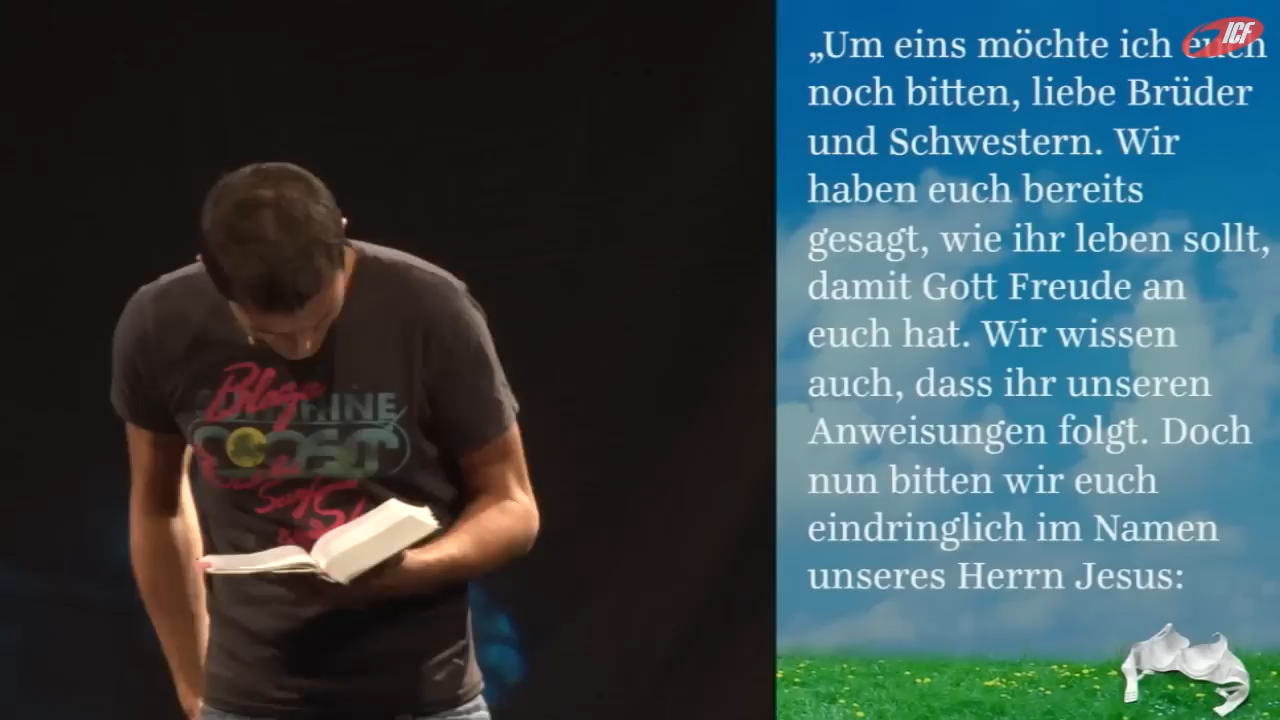 ICF
„Um eins möchte ich euch
noch bitten, liebe Brüder
und Schwestern. Wir
haben euch bereits
gesagt, wie ihr leben sollt,
damit Gott Freude an
euch hat. Wir wissen
auch, dass ihr unseren
Anweisungen folgt. Doch
nun bitten wir euch
eindringlich im Namen
unseres Herrn Jesus: